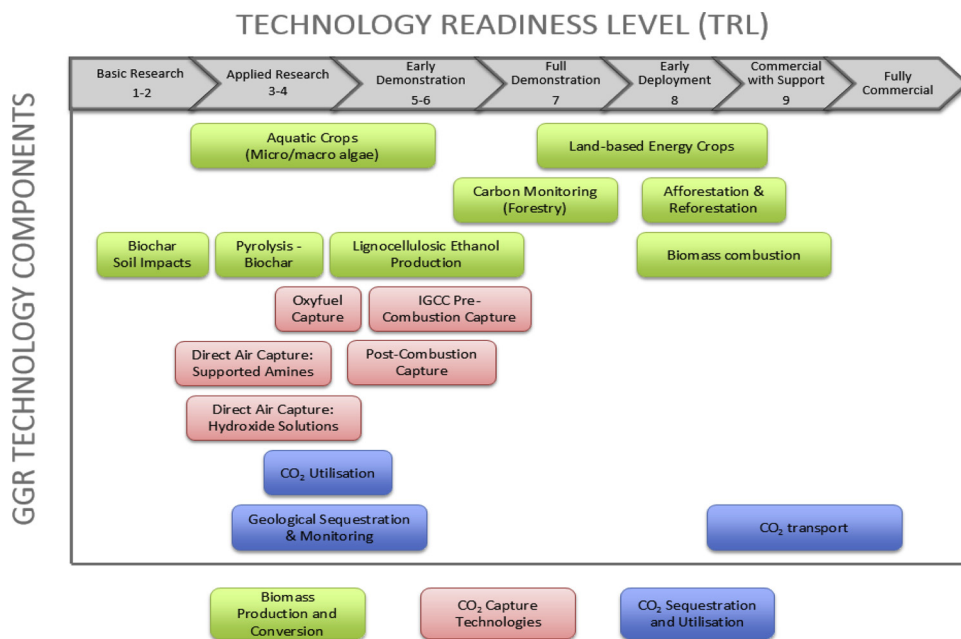 TECHNOLOGY READINESS LEVEL (TRL)
GGR TECHNOLOGY COMPONENTS
Basic Research
1-2
Applied Research
3-4
Early
Demonstration
5-6
Full
Demonstration
7
Early
Deployment
8
Commercial
with Support
9
Fully
Commercial
Aquatic Crops
(Micro/macro algae)
Land-based Energy Crops
Carbon Monitoring
(Forestry)
Afforestation &
Reforestation
Biochar
Soil Impacts
Pyrolysis -
Biochar
Lignocellulosic Ethanol
Production
Biomass combustion
Oxyfuel
Capture
IGCC Pre-
Combustion Capture
Direct Air Capture:
Supported Amines
Post-Combustion
Capture
Direct Air Capture:
Hydroxide Solutions
CO₂ Utilisation
Geological Sequestration
& Monitoring
CO₂ transport
Biomass
Production and
Conversion
CO₂ Capture
Technologies
CO₂ Sequestration
and Utilisation